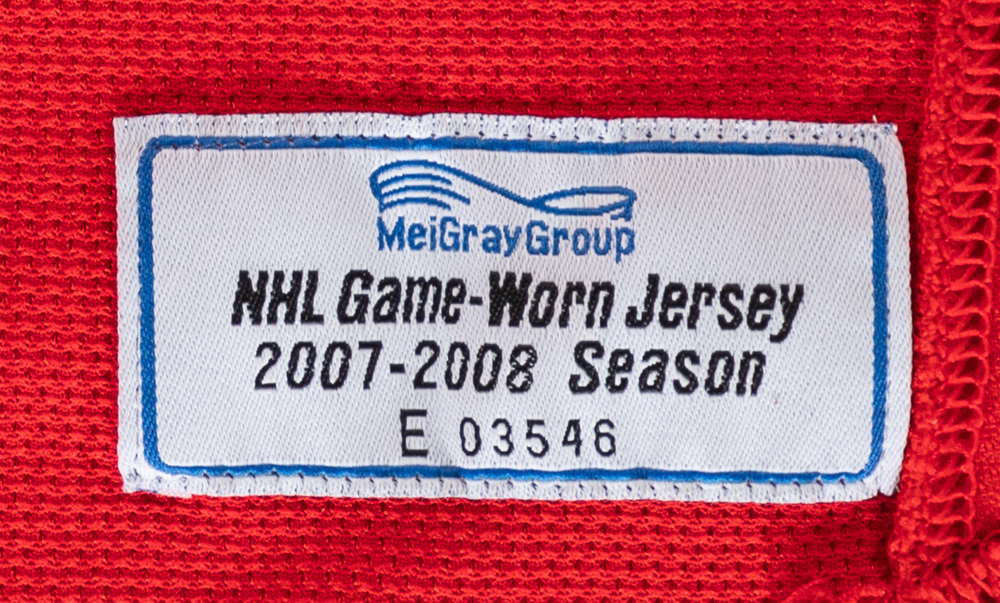 MeiGrayGroup
NHL Game-Worn Jersey
2007-2008 Season
E 03546